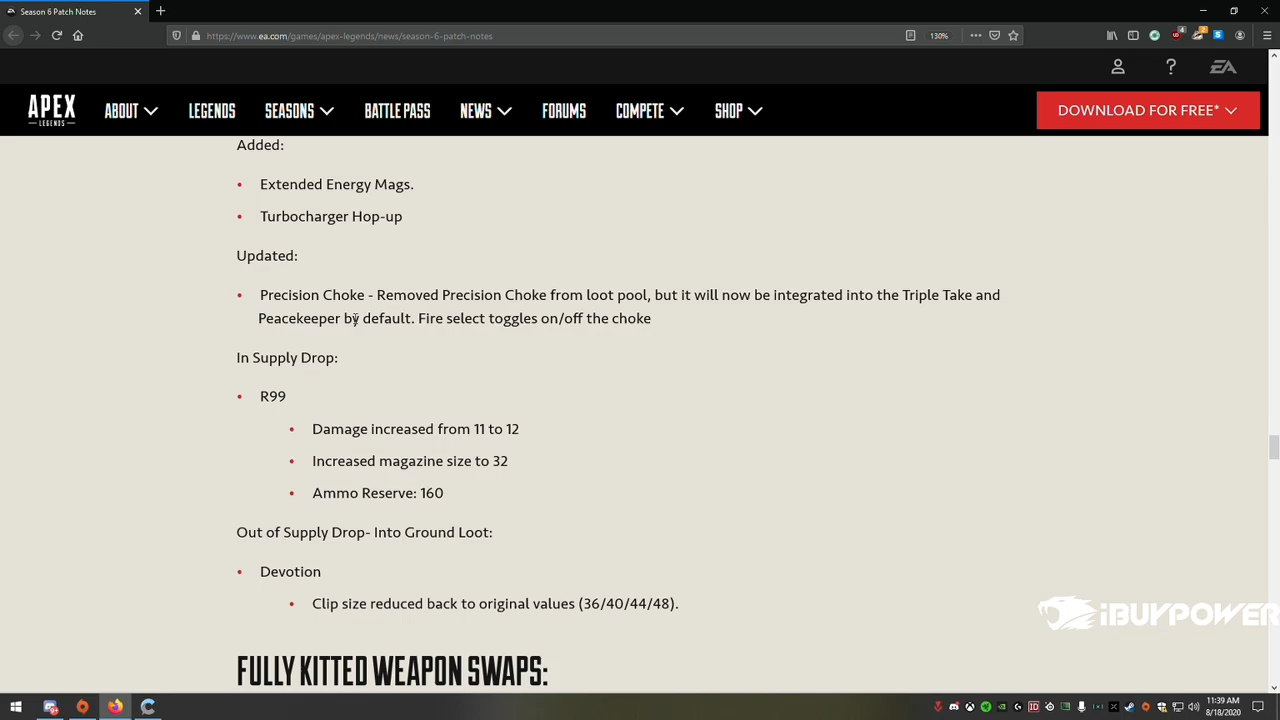 Season 6 Patch Notes
https://www.ea.com/games/apex-legends/news/season-6-patch-notes
130%
APEX
LEGENDS
ABOUT
LEGENDS
SEASONS
BATTLE PASS
NEWS
FORUMS
COMPETE
SHOP
DOWNLOAD FOR FREE*
Added:
Extended Energy Mags.
Turbocharger Hop-up
Updated:
Precision Choke - Removed Precision Choke from loot pool, but it will now be integrated into the Triple Take and
Peacekeeper by default. Fire select toggles on/off the choke
In Supply Drop:
R99
Damage increased from 11 to 12
Increased magazine size to 32
Ammo Reserve: 160
Out of Supply Drop- Into Ground Loot:
Devotion
Clip size reduced back to original values (36/40/44/48).
iBUYPOWER
FULLY KITTED WEAPON SWAPS:
11:39 AM
8/18/2020